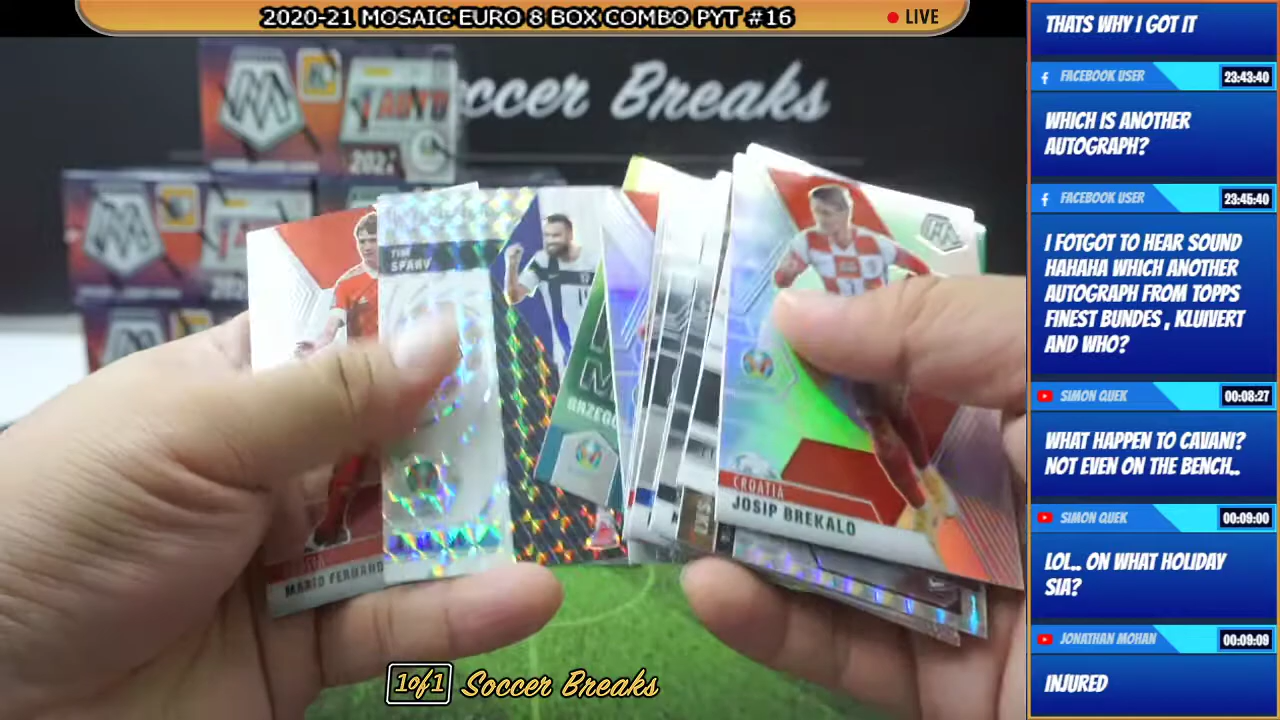 2020-21 MOSAIC EURO 8 BOX COMBO PYT #16
LIVE
Soccer Breaks
AUTO
TINO
SPARV
CROATIA
JOSIP BREKALO
1of1 Soccer Breaks
THATS WHY I GOT IT
FACEBOOK USER 23:43:40
WHICH IS ANOTHER
AUTOGRAPH?
FACEBOOK USER 23:45:40
I FOTGOT TO HEAR SOUND
HAHAHA WHICH ANOTHER
AUTOGRAPH FROM TOPPS
FINEST BUNDES , KLUIVERT
AND WHO?
SIMON QUEK 00:08:27
WHAT HAPPEN TO CAVANI?
NOT EVEN ON THE BENCH..
SIMON QUEK 00:09:00
LOL.. ON WHAT HOLIDAY
SIA?
JONATHAN MOHAN 00:09:09
INJURED